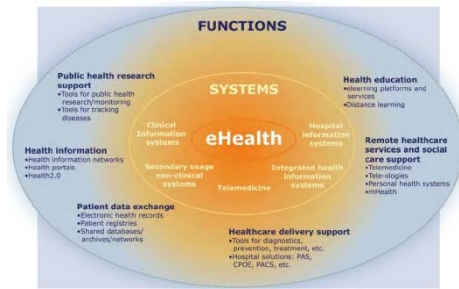 FUNCTIONS
Public health research
support
•Tools for public health
research/monitoring
•Tools for tracking
diseases
Health education
•elearning platforms and
services
•Distance learning
SYSTEMS
Clinical
Information
systems
eHealth
Hospital
information
systems
Health information
•Health information networks
•Health portals
•Health2.0
Remote healthcare
services and social
care support
•Telemedicine
•Tele-ologies
•Personal health systems
•mHealth
Secondary usage
non-clinical
systems
Telemedicine
Integrated health
information
systems
Patient data exchange
•Electronic health records
•Patient registries
•Shared databases/
archives/networks
Healthcare delivery support
•Tools for diagnostics,
prevention, treatment, etc.
•Hospital solutions: PAS,
CPOE, PACS, etc.